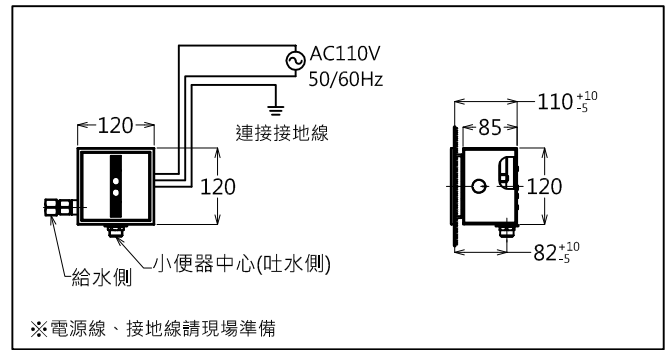 AC110V
50/60Hz
連接接地線
120
120
給水側
小便器中心(吐水側)
110 +10 -5
85
120
82 +10 -5
※電源線、接地線請現場準備